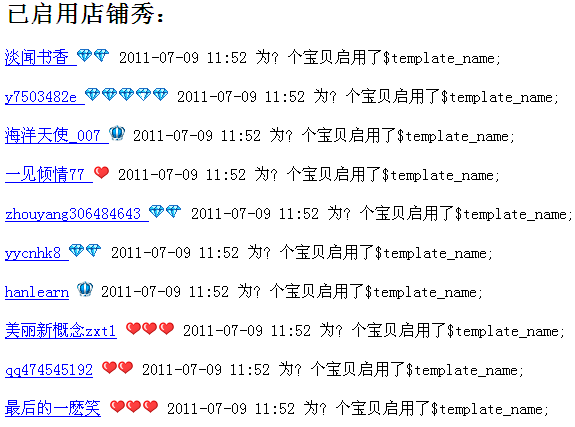 已启用店铺秀：
淡闻书香 2011-07-09 11:52 为? 个宝贝启用了$template_name;
y7503482e 2011-07-09 11:52 为? 个宝贝启用了$template_name;
海洋天使_007 2011-07-09 11:52 为? 个宝贝启用了$template_name;
一见倾情77 2011-07-09 11:52 为? 个宝贝启用了$template_name;
zhouyang306484643 2011-07-09 11:52 为? 个宝贝启用了$template_name;
yycnhk8 2011-07-09 11:52 为? 个宝贝启用了$template_name;
hanlearn 2011-07-09 11:52 为? 个宝贝启用了$template_name;
美丽新概念zxt1 2011-07-09 11:52 为? 个宝贝启用了$template_name;
qq474545192 2011-07-09 11:52 为? 个宝贝启用了$template_name;
最后的一麽笑 2011-07-09 11:52 为? 个宝贝启用了$template_name;